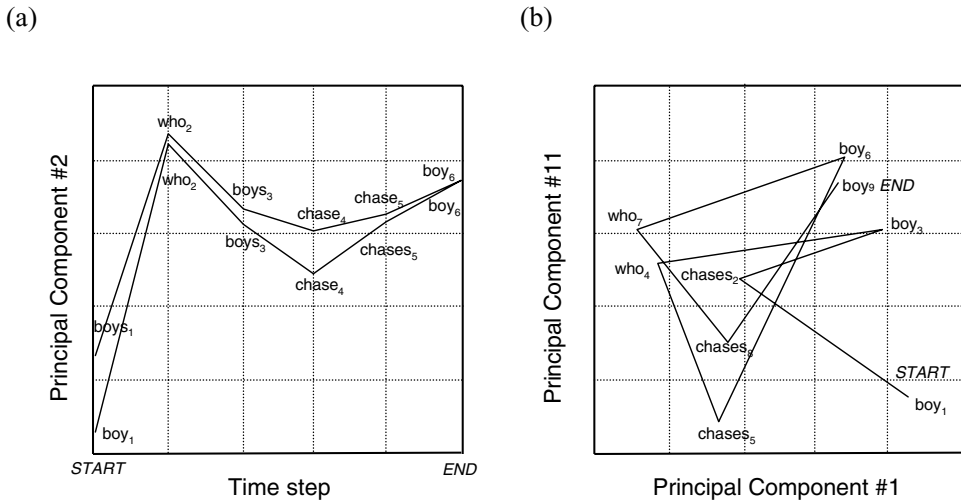 (a)
Principal Component #2
who₂
who₂
boys₃
boys₃
chase₄
chase₄
chase₅
chases₅
boy₆
boy₆
boys₁
boy₁
START
END
Time step
(b)
Principal Component #11
boy₆
boy₉ END
who₇
boy₃
who₄
chases₂
chases₈
START
boy₁
chases₅
Principal Component #1